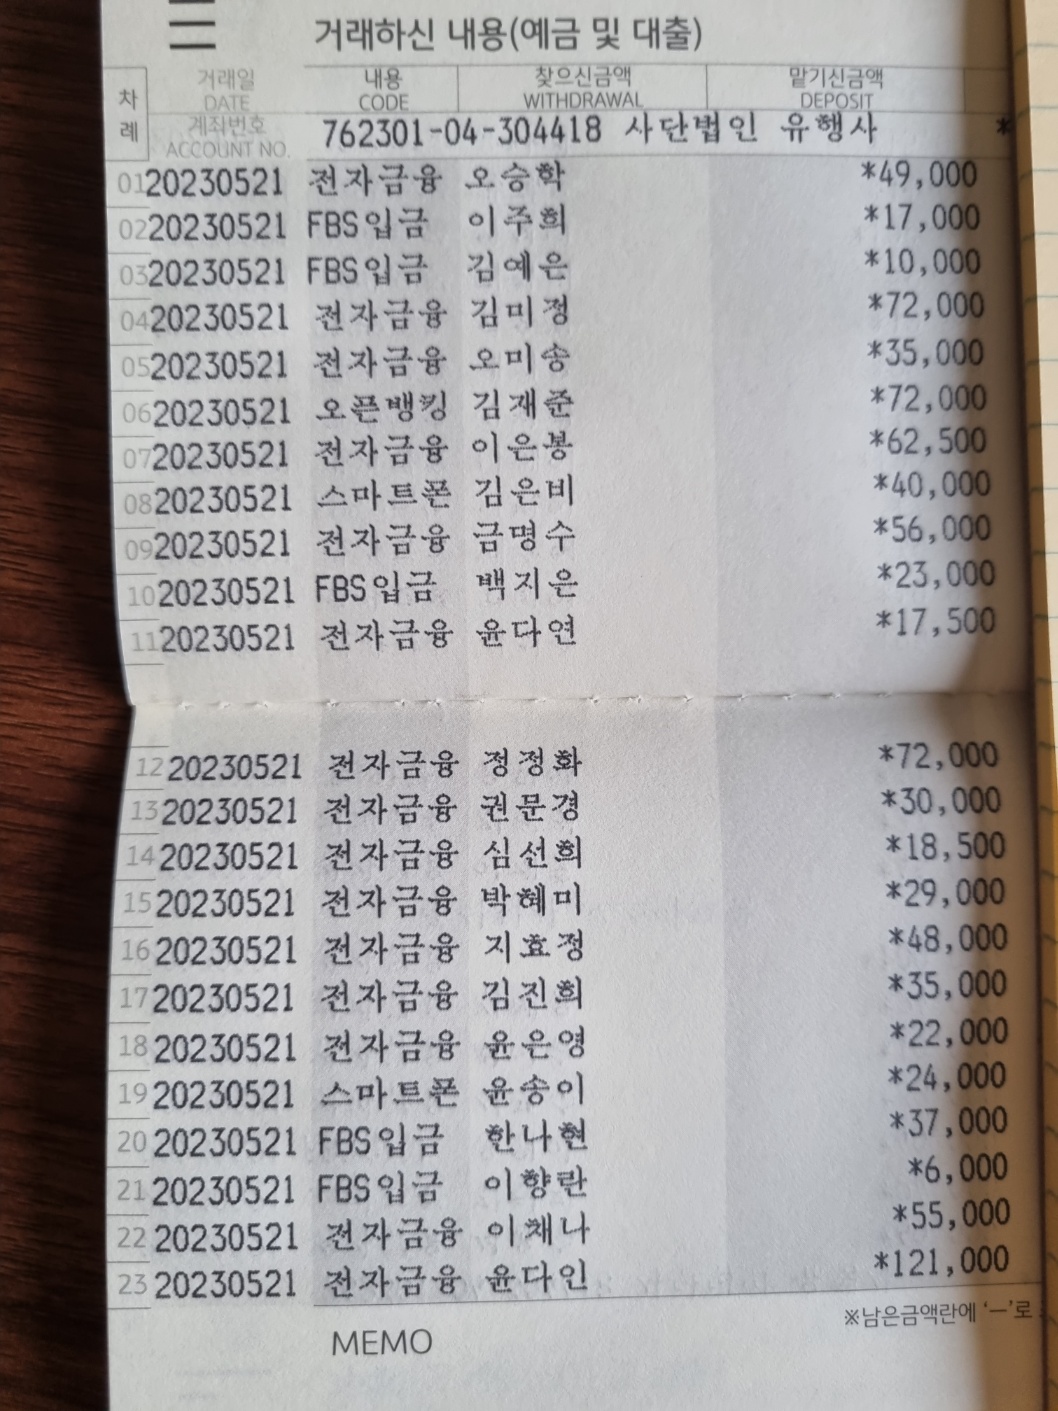 거래하신 내용(예금 및 대출)
차례 거래일 DATE 내용 CODE 찾으신금액 WITHDRAWAL 맡기신금액 DEPOSIT
계좌번호 ACCOUNT NO. 762301-04-304418 사단법인 유행사 *
01 20230521 전자금융 오승학 *49,000
02 20230521 FBS입금 이주희 *17,000
03 20230521 FBS입금 김예은 *10,000
04 20230521 전자금융 김미정 *72,000
05 20230521 전자금융 오미송 *35,000
06 20230521 오픈뱅킹 김재준 *72,000
07 20230521 전자금융 이은봉 *62,500
08 20230521 스마트폰 김은비 *40,000
09 20230521 전자금융 금명수 *56,000
10 20230521 FBS입금 백지은 *23,000
11 20230521 전자금융 윤다연 *17,500
12 20230521 전자금융 정정화 *72,000
13 20230521 전자금융 권문경 *30,000
14 20230521 전자금융 심선희 *18,500
15 20230521 전자금융 박혜미 *29,000
16 20230521 전자금융 지효정 *48,000
17 20230521 전자금융 김진희 *35,000
18 20230521 전자금융 윤은영 *22,000
19 20230521 스마트폰 윤송이 *24,000
20 20230521 FBS입금 한나현 *37,000
21 20230521 FBS입금 이향란 *6,000
22 20230521 전자금융 이채나 *55,000
23 20230521 전자금융 윤다인 *121,000
※남은금액란에 ‘—’로
MEMO